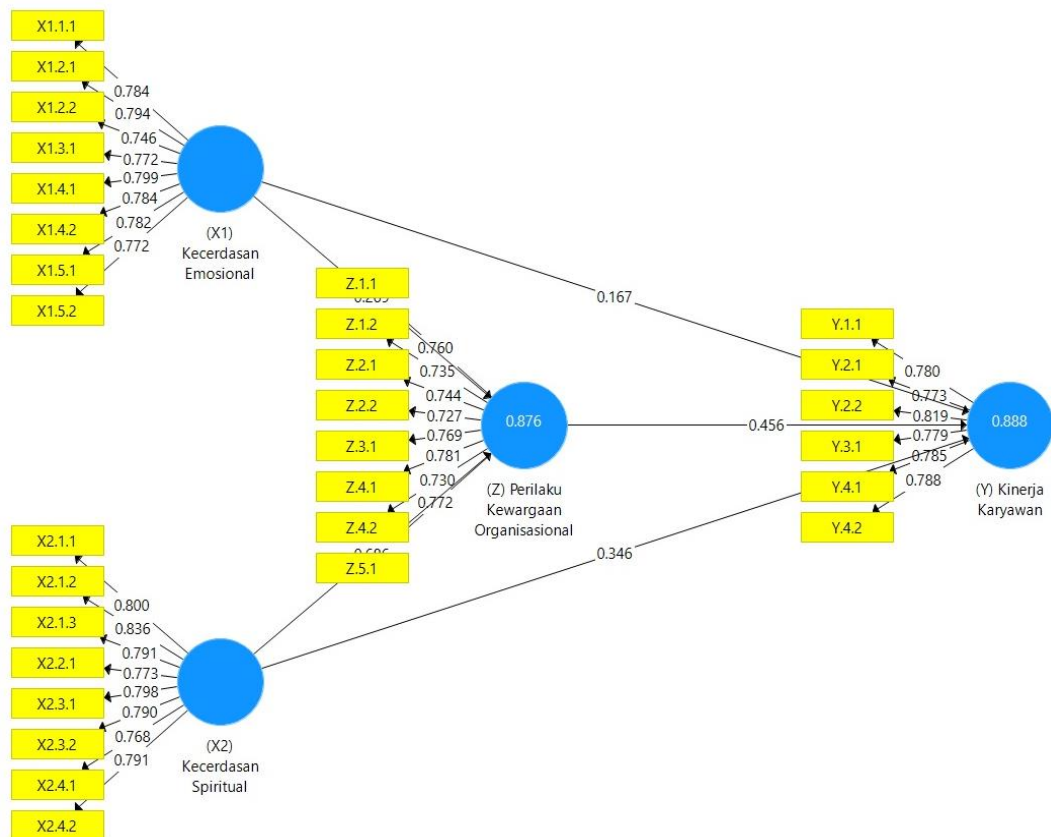 X1.1.1
X1.2.1
X1.2.2
X1.3.1
X1.4.1
X1.4.2
X1.5.1
X1.5.2
0.784
0.794
0.746
0.772
0.799
0.784
0.782
0.772
(X1)
Kecerdasan
Emosional
X2.1.1
X2.1.2
X2.1.3
X2.2.1
X2.3.1
X2.3.2
X2.4.1
X2.4.2
0.800
0.836
0.791
0.773
0.798
0.790
0.768
0.791
(X2)
Kecerdasan
Spiritual
Z.1.1
Z.1.2
Z.2.1
Z.2.2
Z.3.1
Z.4.1
Z.4.2
Z.5.1
0.760
0.735
0.744
0.727
0.769
0.781
0.730
0.772
0.876
(Z) Perilaku
Kewargaan
Organisasional
0.167
0.456
0.346
Y.1.1
Y.2.1
Y.2.2
Y.3.1
Y.4.1
Y.4.2
0.780
0.773
0.819
0.779
0.785
0.788
0.888
(Y) Kinerja
Karyawan